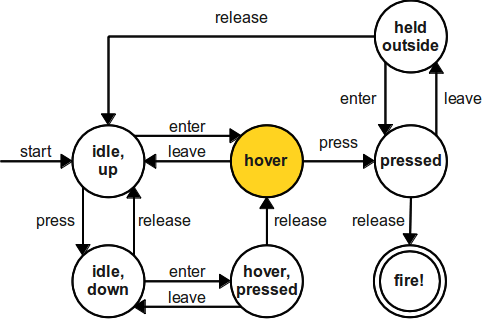 release
held
outside
enter
leave
start
idle,
up
enter
leave
hover
press
pressed
press
release
release
release
idle,
down
enter
leave
hover,
pressed
fire!